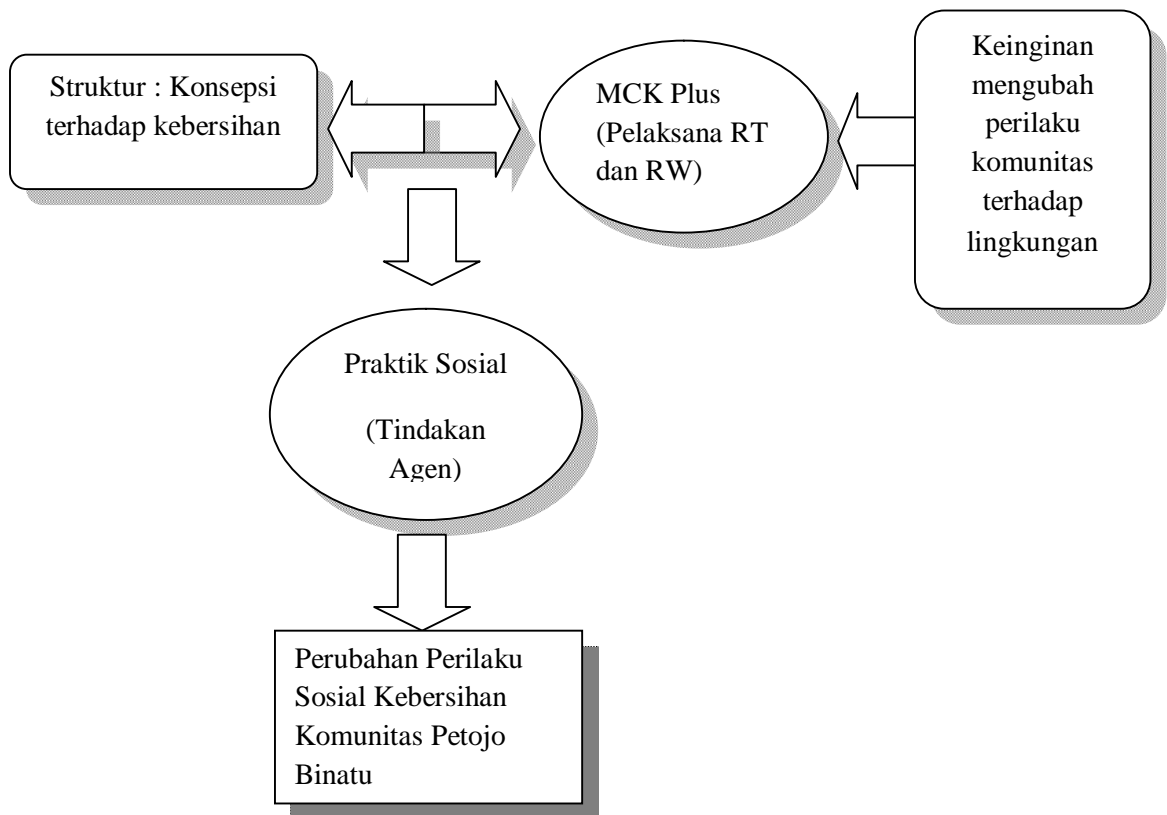 Struktur : Konsepsi
terhadap kebersihan
MCK Plus
(Pelaksana RT
dan RW)
Keinginan
mengubah
perilaku
komunitas
terhadap
lingkungan
Praktik Sosial
(Tindakan
Agen)
Perubahan Perilaku
Sosial Kebersihan
Komunitas Petojo
Binatu